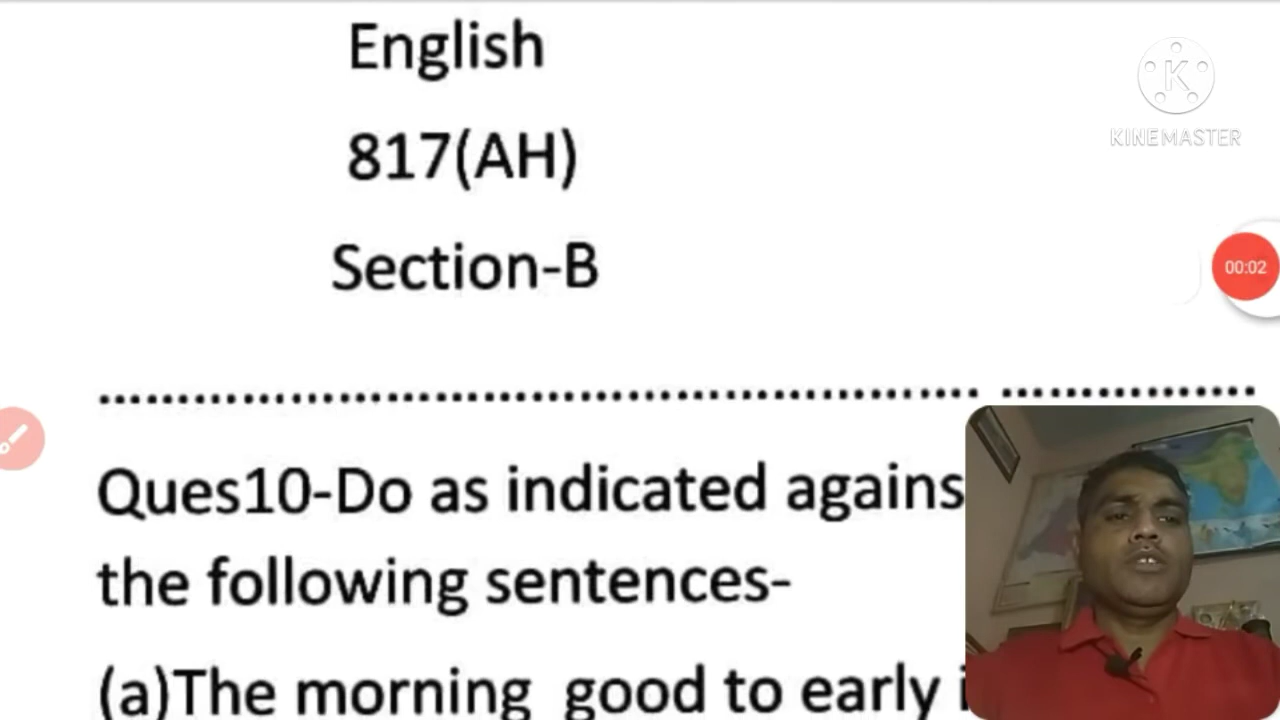 English
KINEMASTER
817(AH)
Section-B
00:02
Ques10-Do as indicated agains
the following sentences-
(a)The morning good to early i